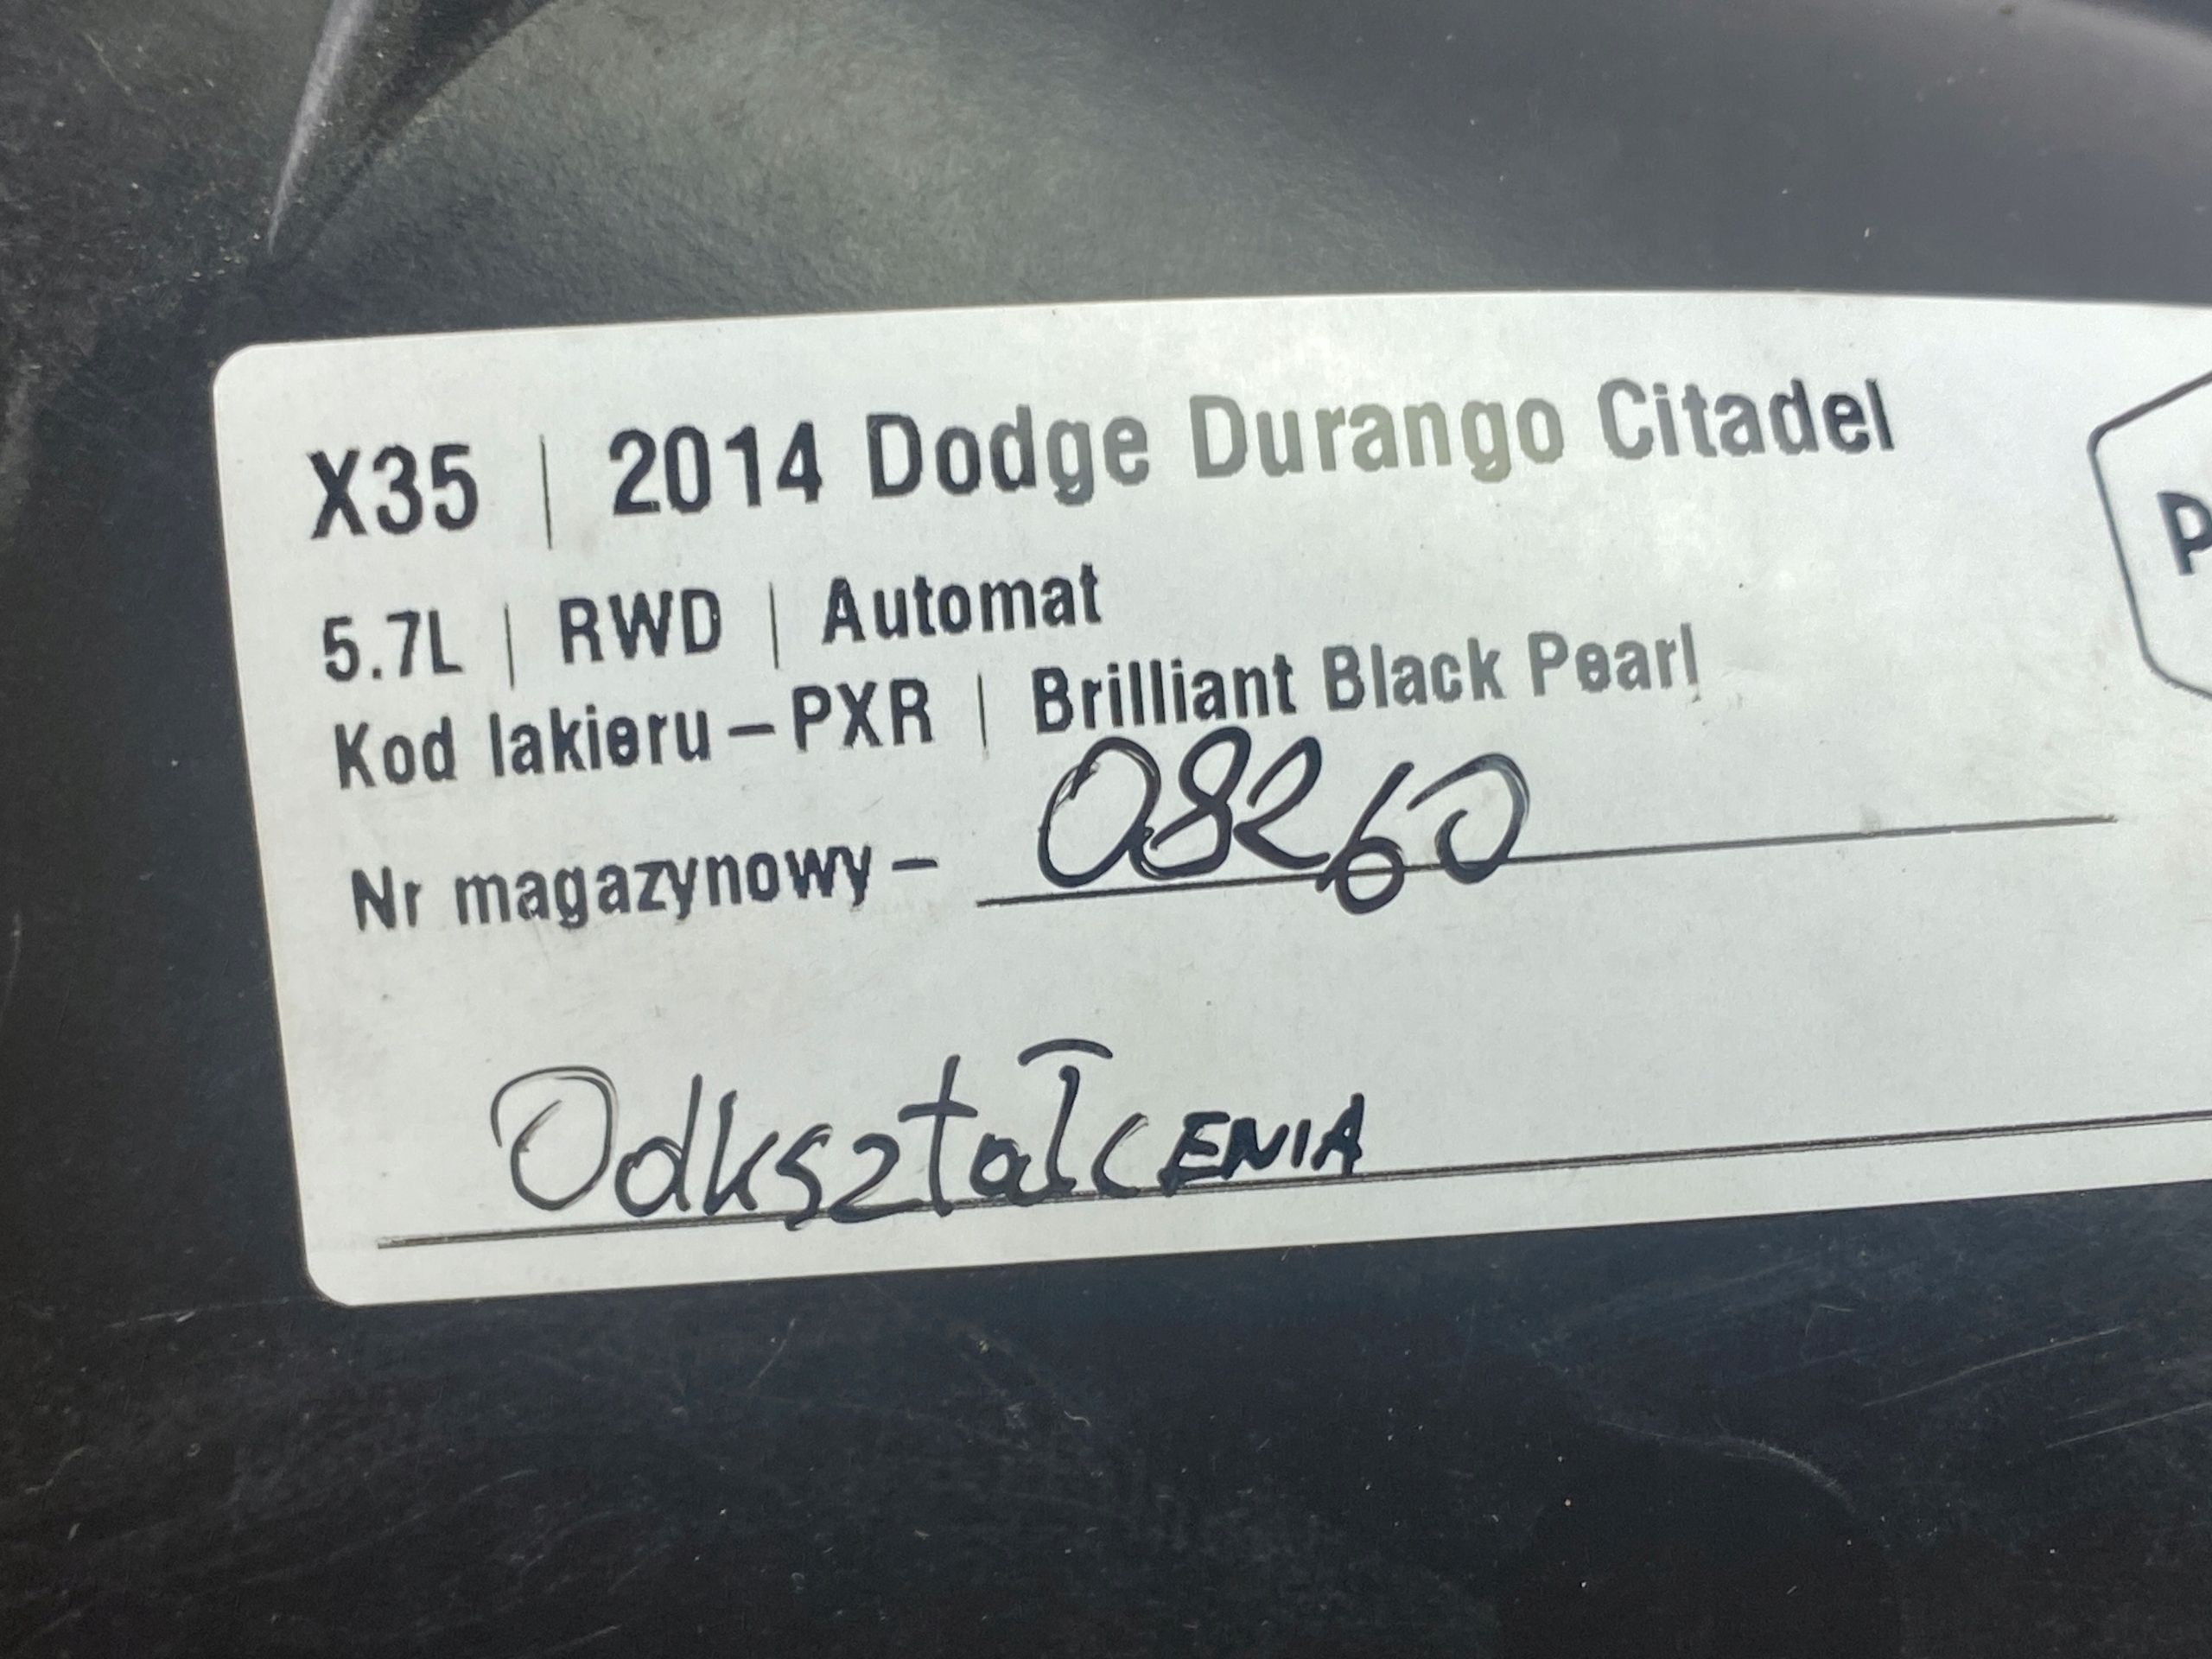 X35 | 2014 Dodge Durango Citadel
5.7L | RWD | Automat
Kod lakieru – PXR | Brilliant Black Pearl
Nr magazynowy – 08260
OdkształcENIA
P